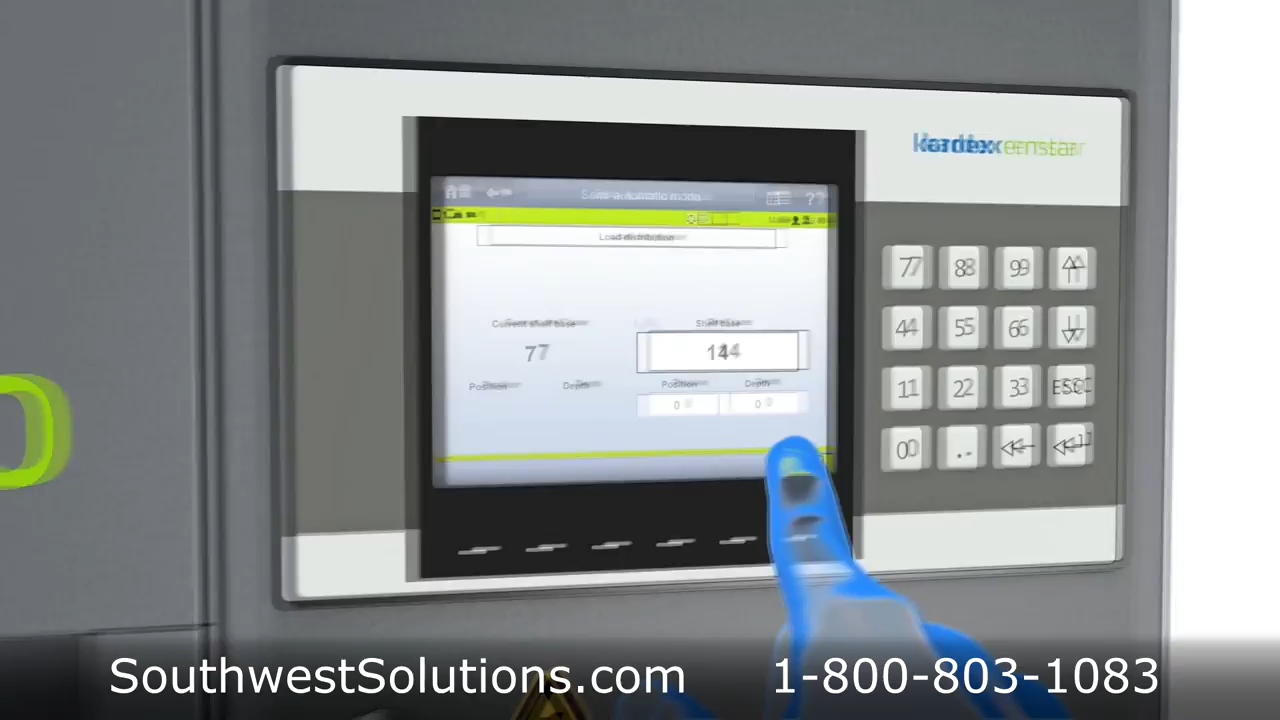 kardex remstar
Semi-automatic mode
Load distribution
Current shelf base
Shelf base
7
14
Position
Depth
Position
Depth
0
0
7
8
9
4
5
6
1
2
3
ESC
0
.
SouthwestSolutions.com
1-800-803-1083